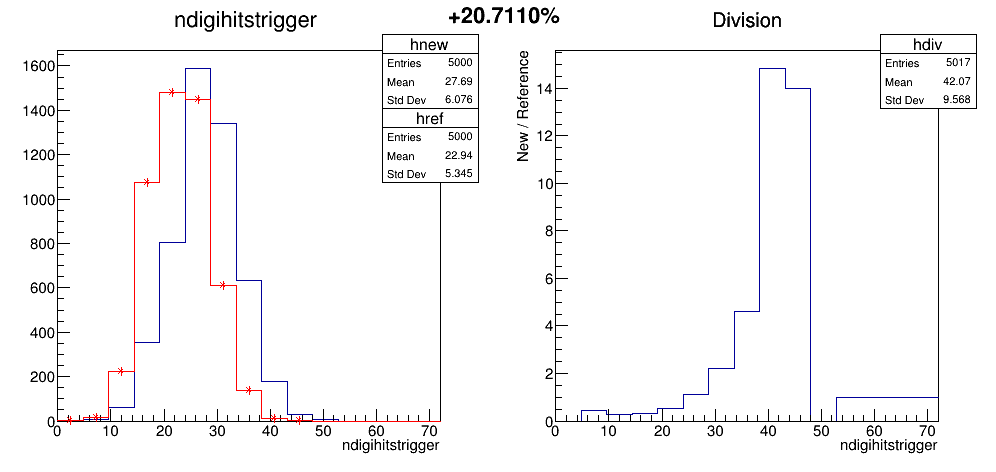 +20.7110%
ndigihitstrigger
hnew
Entries 5000
Mean 27.69
Std Dev 6.076
href
Entries 5000
Mean 22.94
Std Dev 5.345
1600
1400
1200
1000
800
600
400
200
0
0 10 20 30 40 50 60 70
ndigihitstrigger
Division
hdiv
Entries 5017
Mean 42.07
Std Dev 9.568
New / Reference
14
12
10
8
6
4
2
0
0 10 20 30 40 50 60 70
ndigihitstrigger